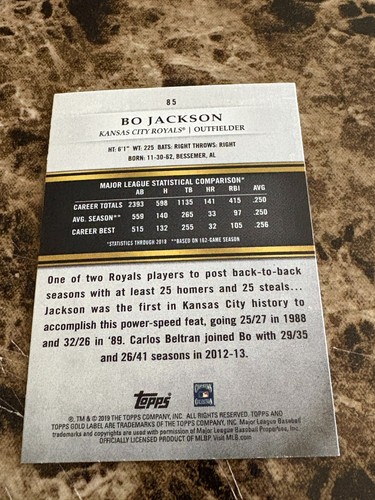 85
BO JACKSON
KANSAS CITY ROYALS® | OUTFIELDER
HT: 6'1" WT: 225 BATS: RIGHT THROWS: RIGHT
BORN: 11-30-62, BESSEMER, AL
MAJOR LEAGUE STATISTICAL COMPARISON*
AB H TB HR RBI AVG
CAREER TOTALS 2393 598 1135 141 415 .250
AVG. SEASON** 559 140 265 33 97 .250
CAREER BEST 515 132 255 32 105 .256
*STATISTICS THROUGH 2018 **BASED ON 162-GAME SEASON
One of two Royals players to post back-to-back
seasons with at least 25 homers and 25 steals...
Jackson was the first in Kansas City history to
accomplish this power-speed feat, going 25/27 in 1988
and 32/26 in '89. Carlos Beltran joined Bo with 29/35
and 26/41 seasons in 2012-13.
Topps
®, TM & © 2019 THE TOPPS COMPANY, INC. ALL RIGHTS RESERVED. TOPPS AND
TOPPS GOLD LABEL ARE TRADEMARKS OF THE TOPPS COMPANY, INC. Major League Baseball
trademarks and copyrights are used with permission of Major League Baseball Properties, Inc.
OFFICIALLY LICENSED PRODUCT OF MLBP. Visit MLB.com